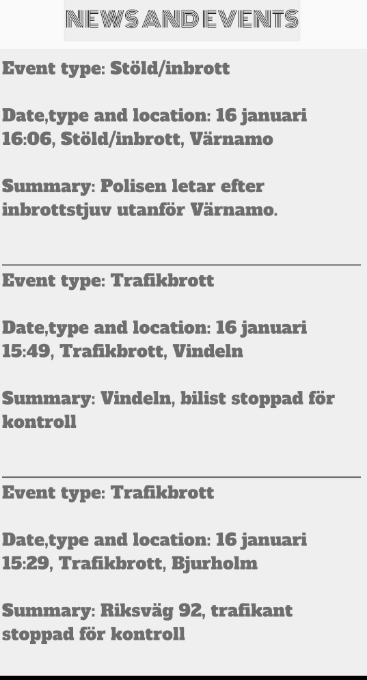 NEWS AND EVENTS
Event type: Stöld/inbrott
Date,type and location: 16 januari
16:06, Stöld/inbrott, Värnamo
Summary: Polisen letar efter
inbrottstjuv utanför Värnamo.
Event type: Trafikbrott
Date,type and location: 16 januari
15:49, Trafikbrott, Vindeln
Summary: Vindeln, bilist stoppad för
kontroll
Event type: Trafikbrott
Date,type and location: 16 januari
15:29, Trafikbrott, Bjurholm
Summary: Riksväg 92, trafikant
stoppad för kontroll